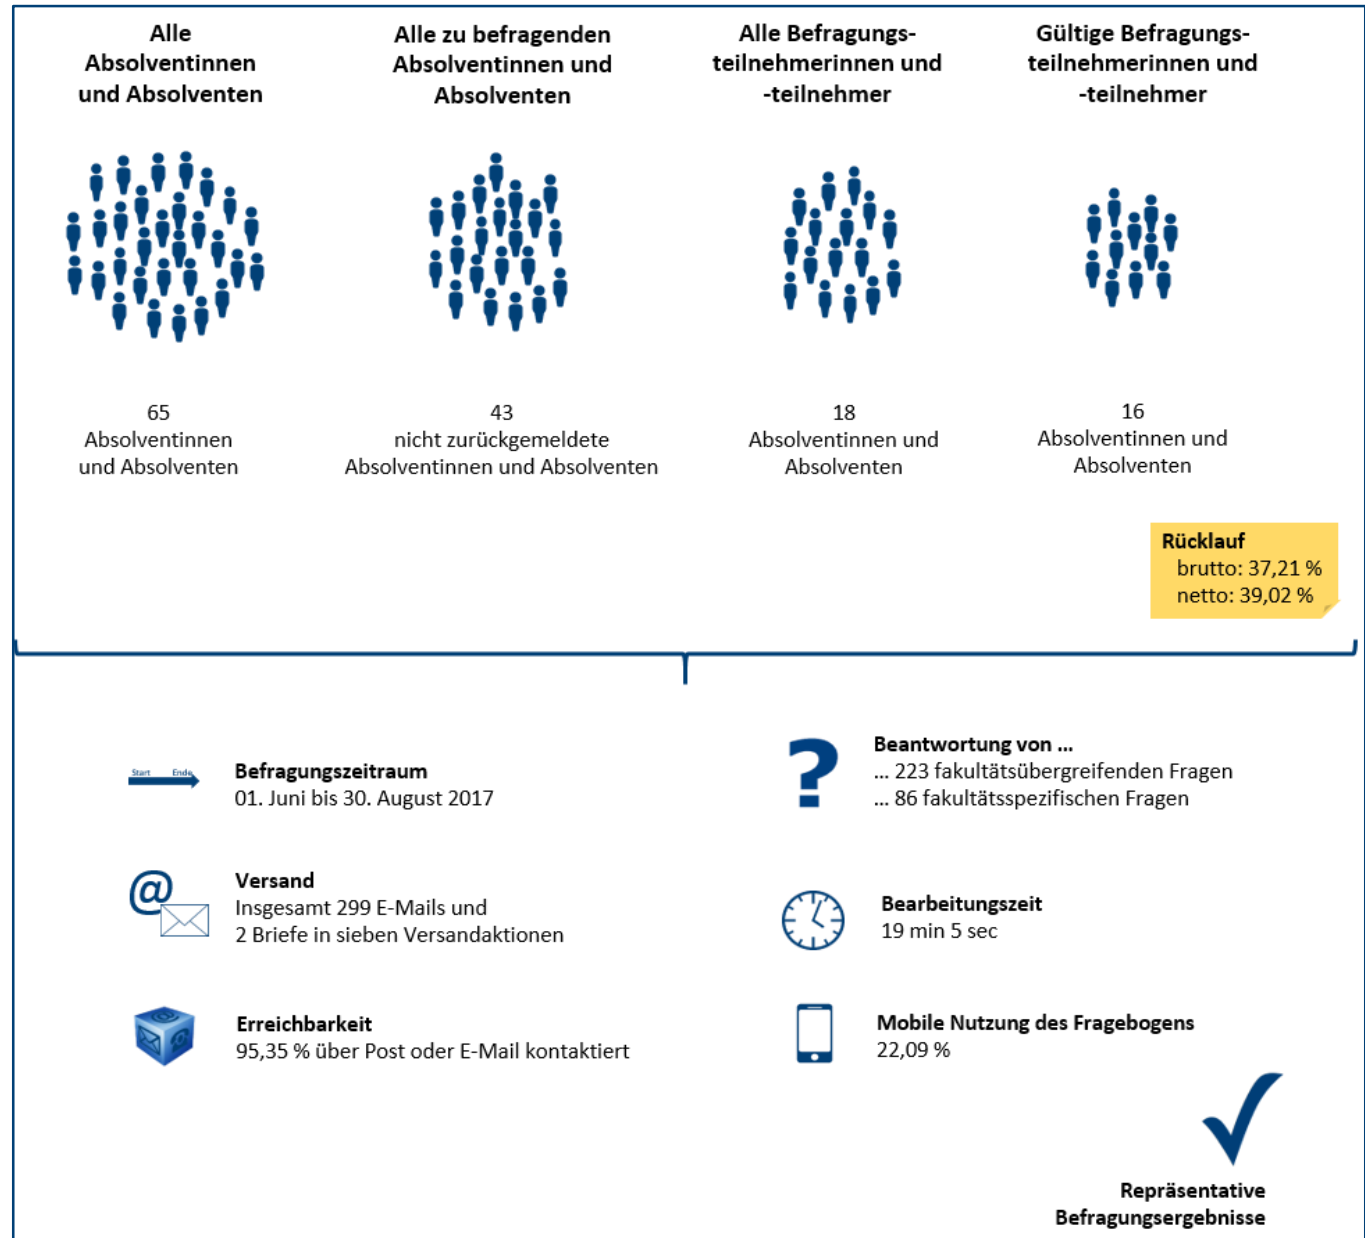 Alle
Absolventinnen
und Absolventen
Alle zu befragenden
Absolventinnen und
Absolventen
Alle Befragungs-
teilnehmerinnen und
-teilnehmer
Gültige Befragungs-
teilnehmerinnen und
-teilnehmer
65
Absolventinnen
und Absolventen
43
nicht zurückgemeldete
Absolventinnen und Absolventen
18
Absolventinnen und
Absolventen
16
Absolventinnen und
Absolventen
Rücklauf
brutto: 37,21 %
netto: 39,02 %
Start Ende
Befragungszeitraum
01. Juni bis 30. August 2017
@
Versand
Insgesamt 299 E-Mails und
2 Briefe in sieben Versandaktionen
Erreichbarkeit
95,35 % über Post oder E-Mail kontaktiert
?
Beantwortung von ...
... 223 fakultätsübergreifenden Fragen
... 86 fakultätsspezifischen Fragen
Bearbeitungszeit
19 min 5 sec
Mobile Nutzung des Fragebogens
22,09 %
Repräsentative
Befragungsergebnisse